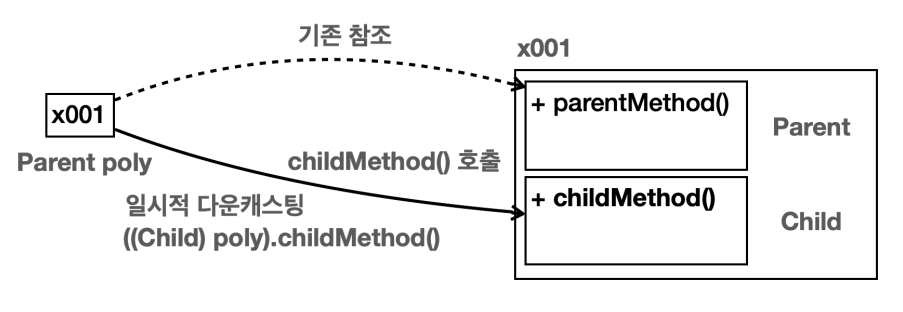 기존 참조
x001
x001
+ parentMethod()
Parent
Parent poly
childMethod() 호출
+ childMethod()
일시적 다운캐스팅
Child
((Child) poly).childMethod()